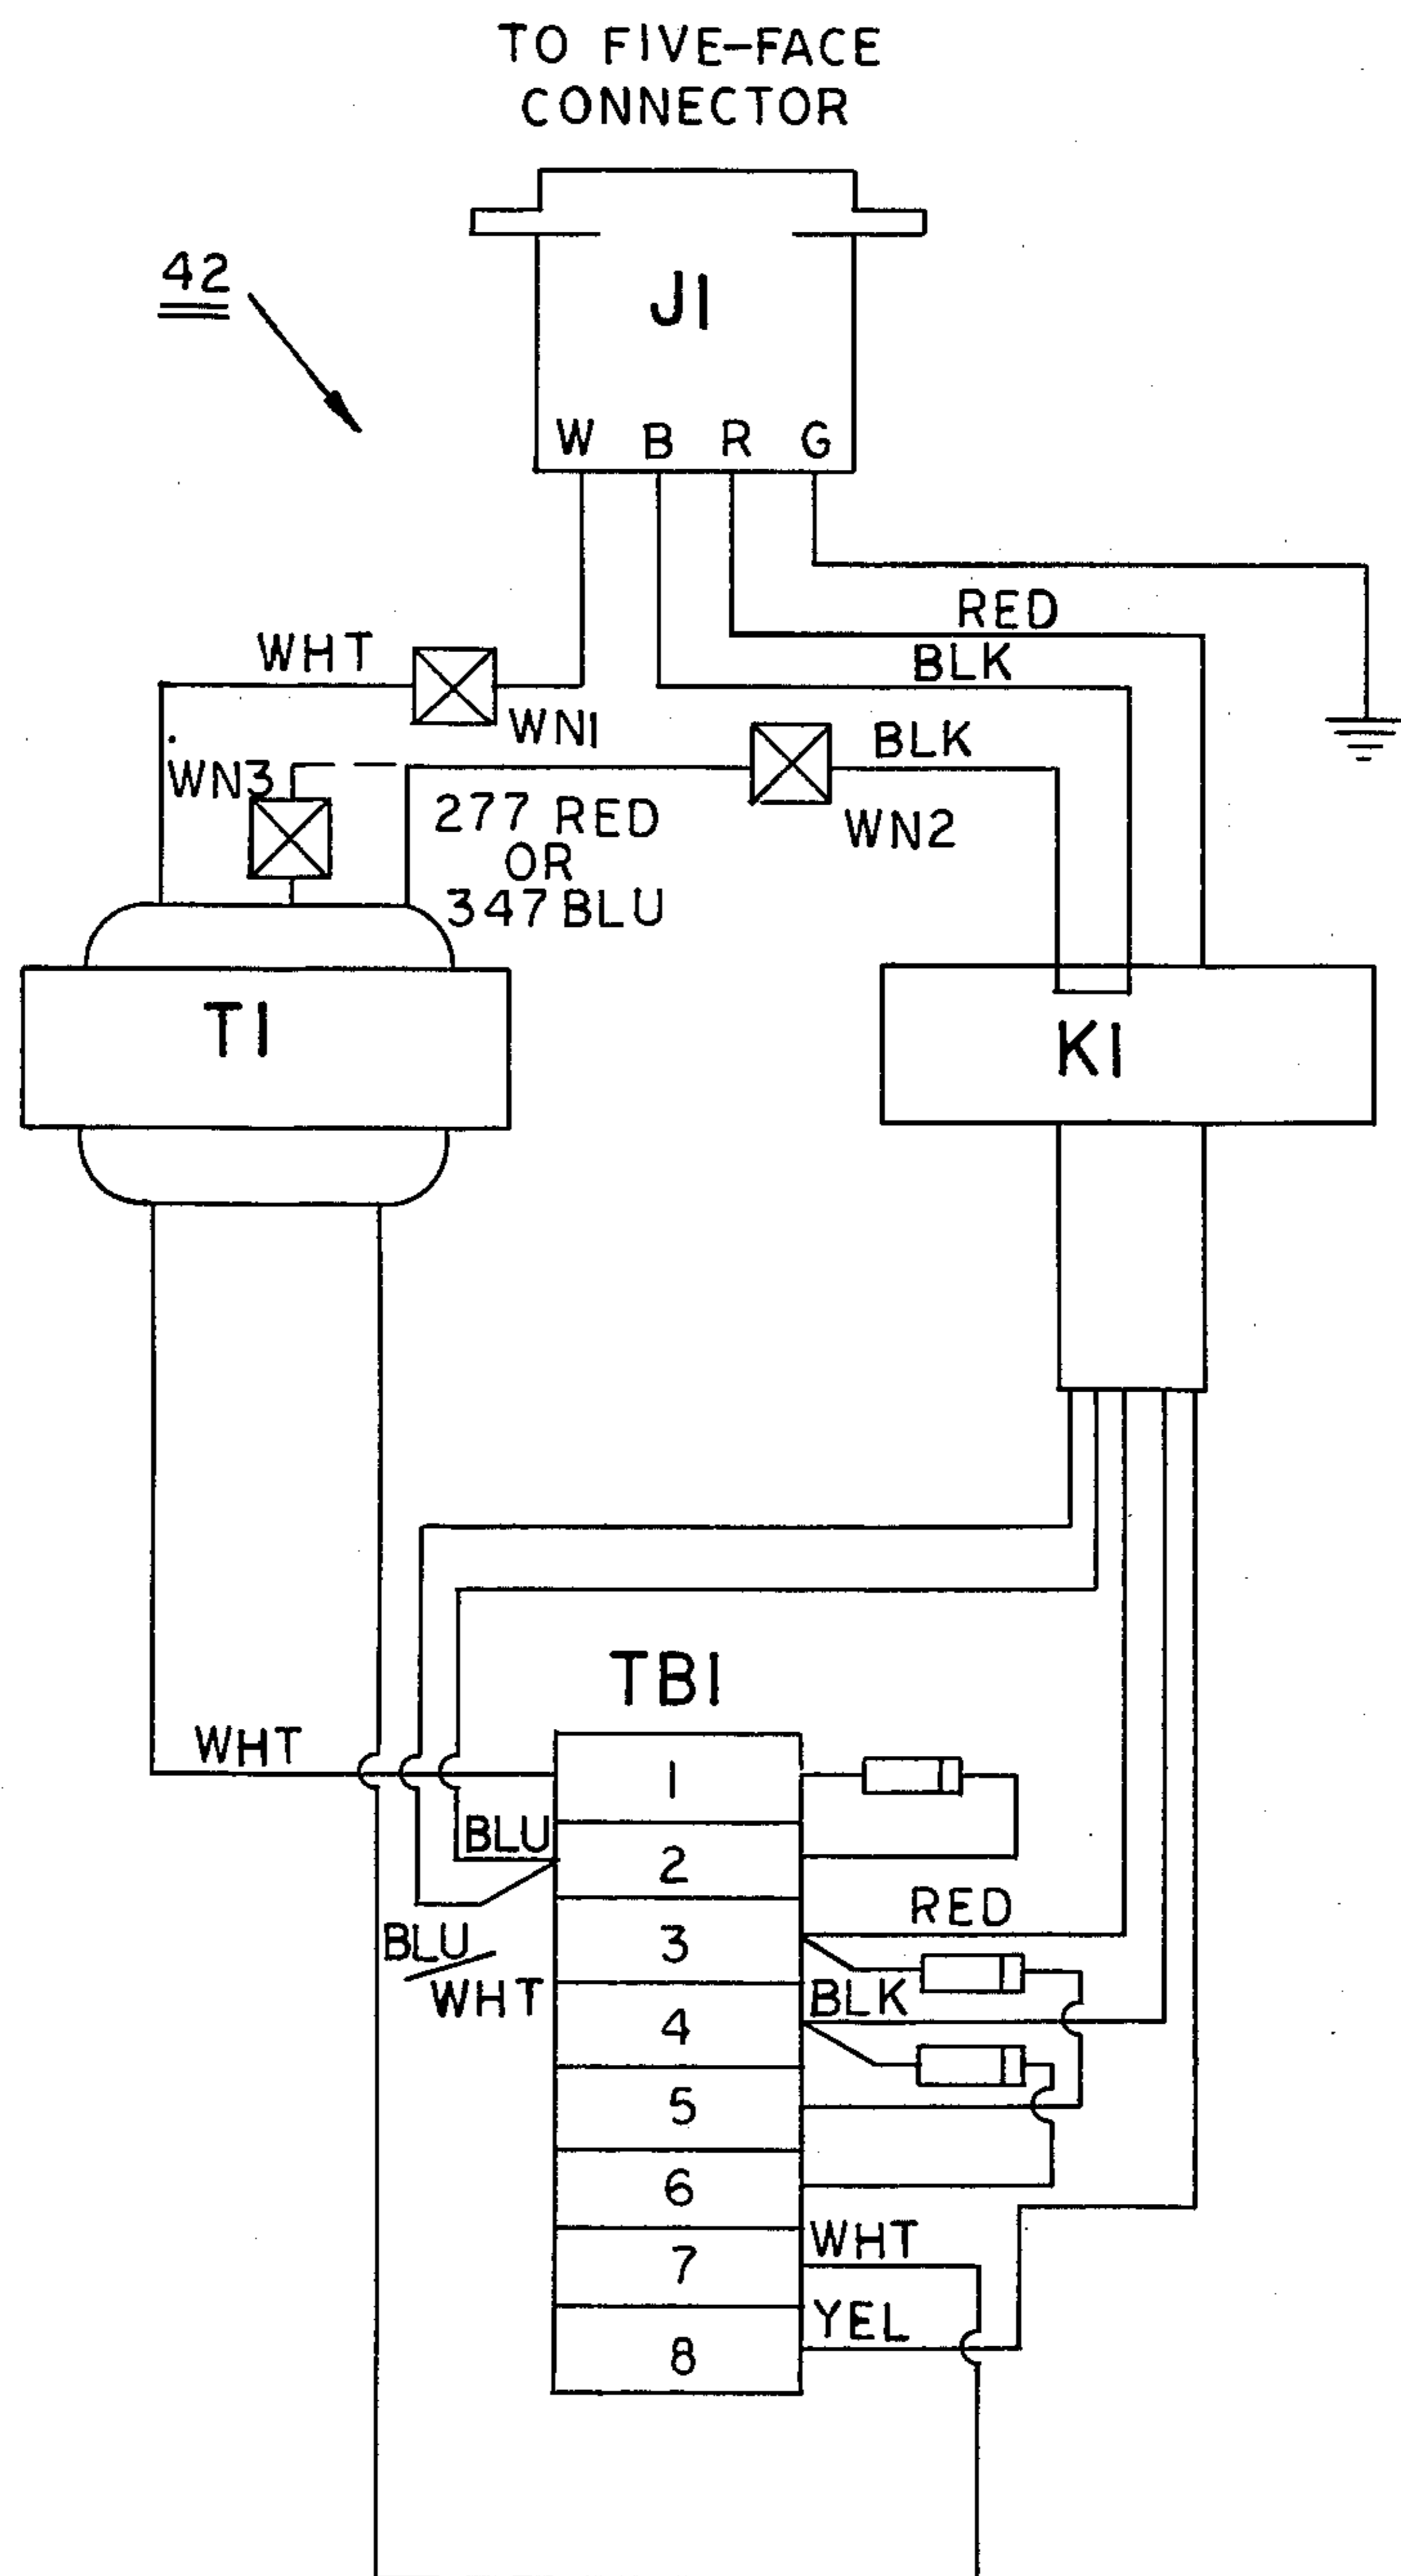 TO FIVE-FACE
CONNECTOR
42
J1
W B R G
RED
WHT
BLK
WN1
BLK
WN3
277 RED
OR
347 BLU
WN2
T1
K1
TB1
WHT
1
BLU
2
RED
3
BLU/
WHT
BLK
4
5
6
WHT
7
YEL
8